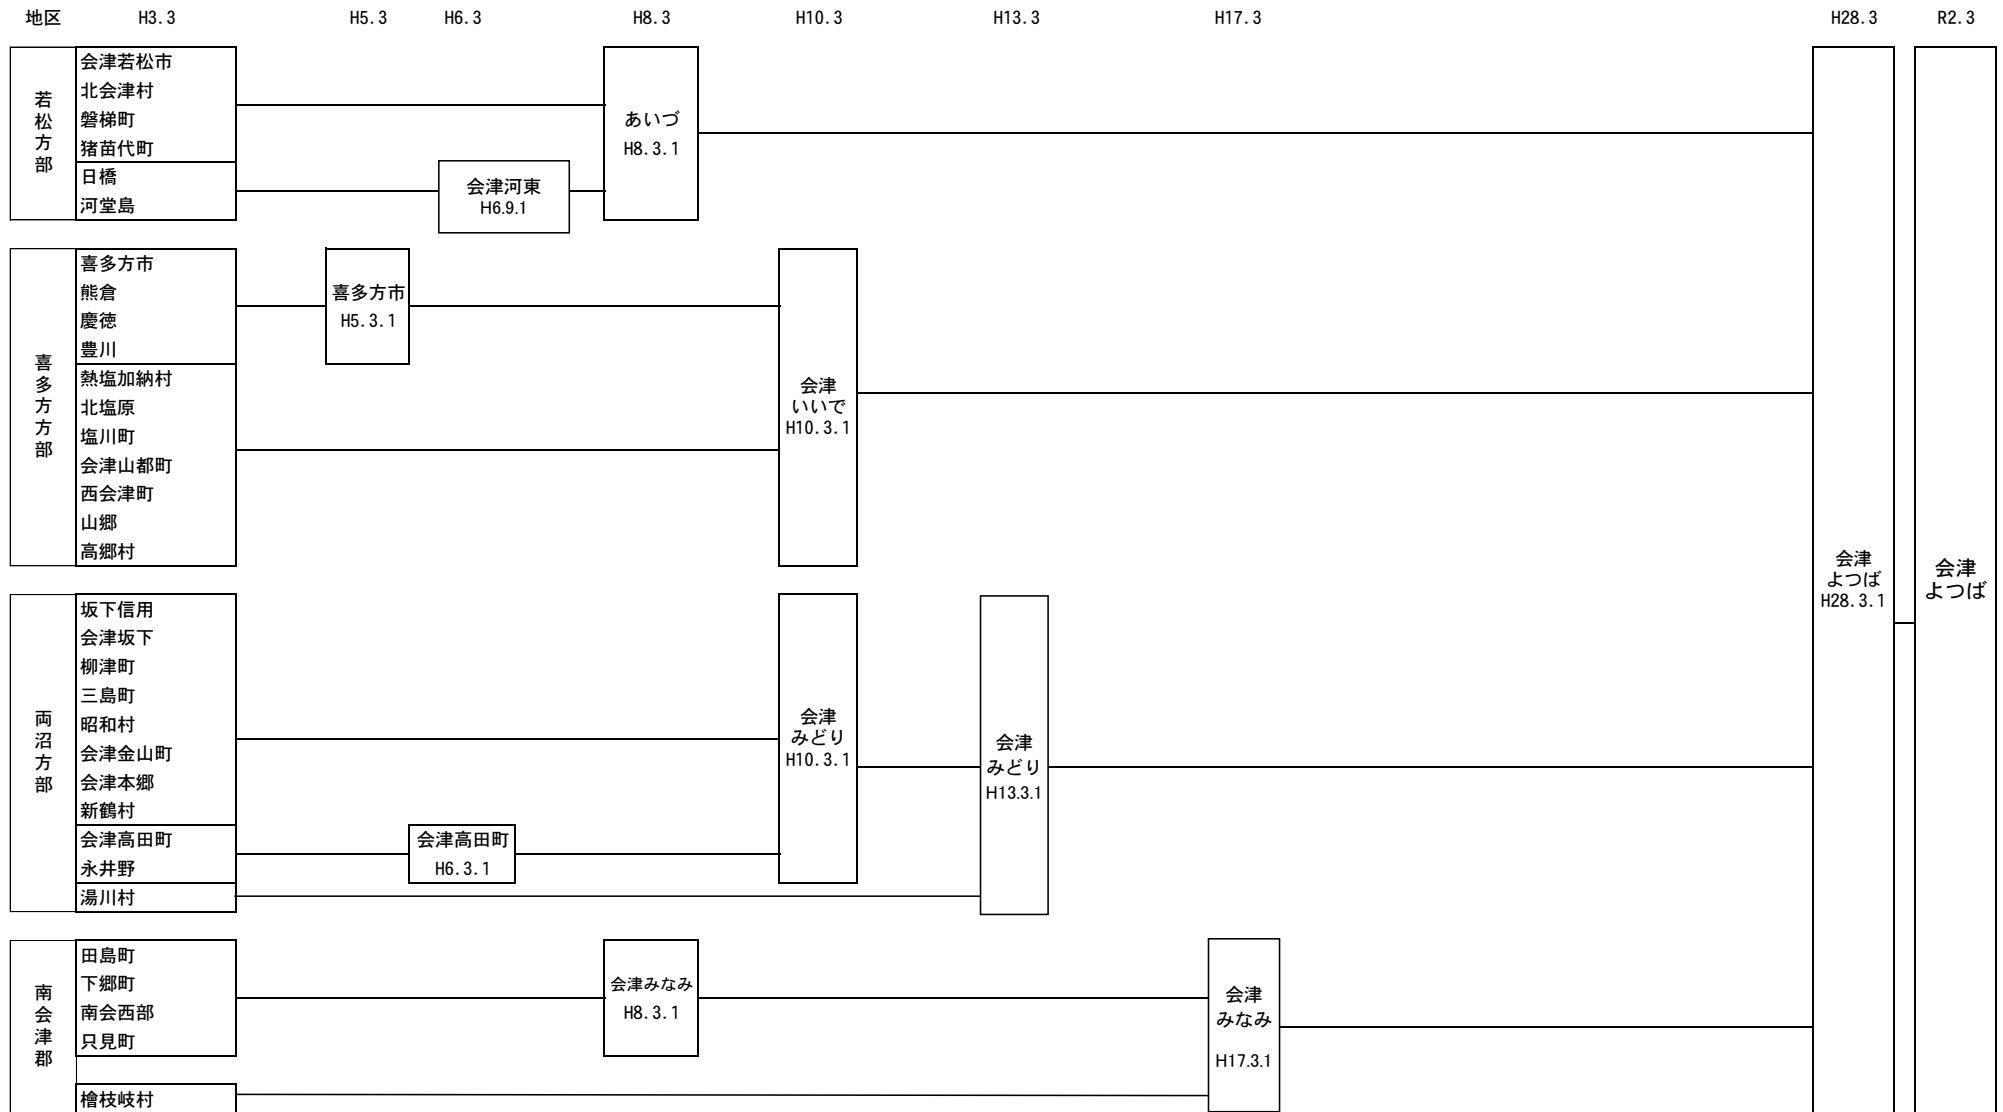 地区 H3.3 H5.3 H6.3 H8.3 H10.3 H13.3 H17.3 H28.3 R2.3
若松方部
会津若松市
北会津村
磐梯町
猪苗代町
日橋
河堂島
会津河東
H6.9.1
あいづ
H8.3.1
喜多方方部
喜多方市
熊倉
慶徳
豊川
熱塩加納村
北塩原
塩川町
会津山都町
西会津町
山郷
高郷村
喜多方市
H5.3.1
会津
いいで
H10.3.1
両沼方部
坂下信用
会津坂下
柳津町
三島町
昭和村
会津金山町
会津本郷
新鶴村
会津高田町
永井野
湯川村
会津高田町
H6.3.1
会津
みどり
H10.3.1
会津
みどり
H13.3.1
南会津郡
田島町
下郷町
南会西部
只見町
檜枝岐村
会津みなみ
H8.3.1
会津
みなみ
H17.3.1
会津
よつば
H28.3.1
会津
よつば